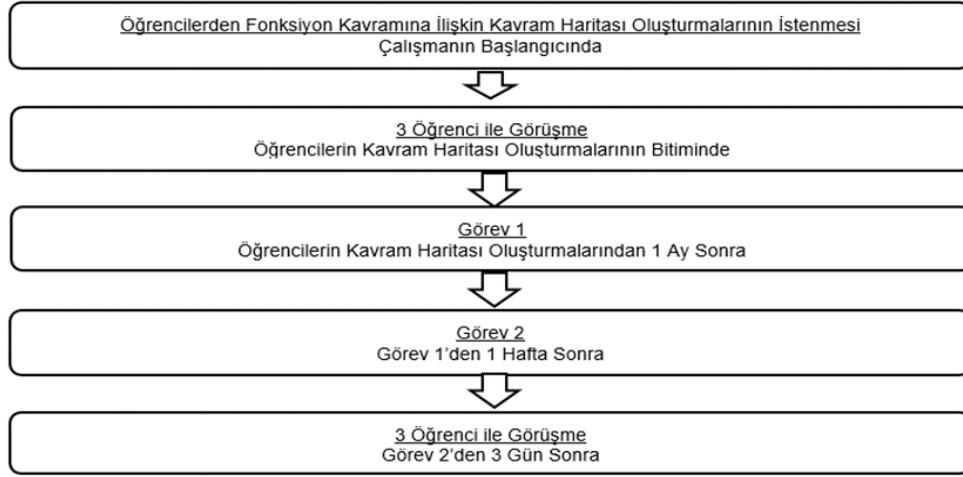 Öğrencilerden Fonksiyon Kavramına İlişkin Kavram Haritası Oluşturmalarının İstenmesi
Çalışmanın Başlangıcında
3 Öğrenci ile Görüşme
Öğrencilerin Kavram Haritası Oluşturmalarının Bitiminde
Görev 1
Öğrencilerin Kavram Haritası Oluşturmalarından 1 Ay Sonra
Görev 2
Görev 1’den 1 Hafta Sonra
3 Öğrenci ile Görüşme
Görev 2’den 3 Gün Sonra